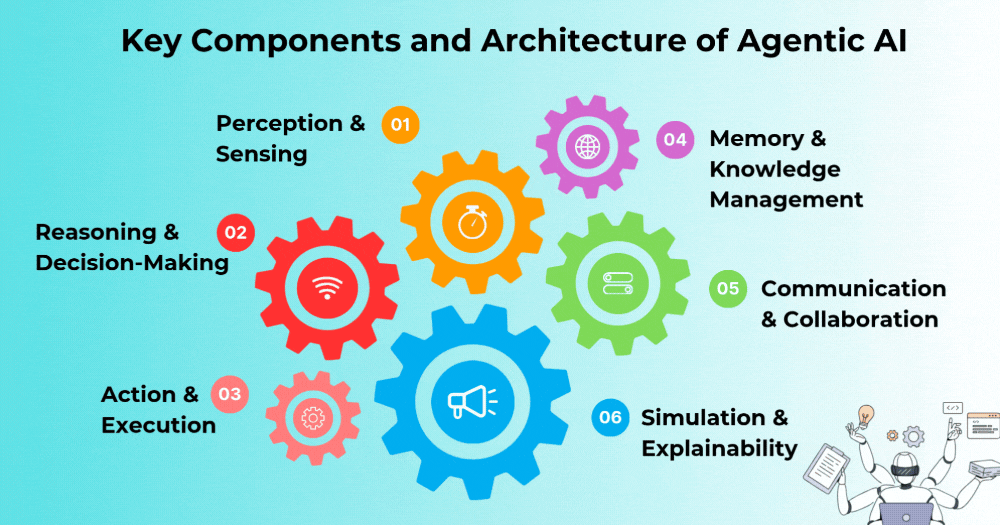 Key Components and Architecture of Agentic AI
01
Perception &
Sensing
02
Reasoning &
Decision-Making
03
Action &
Execution
04
Memory &
Knowledge
Management
05
Communication
& Collaboration
06
Simulation &
Explainability